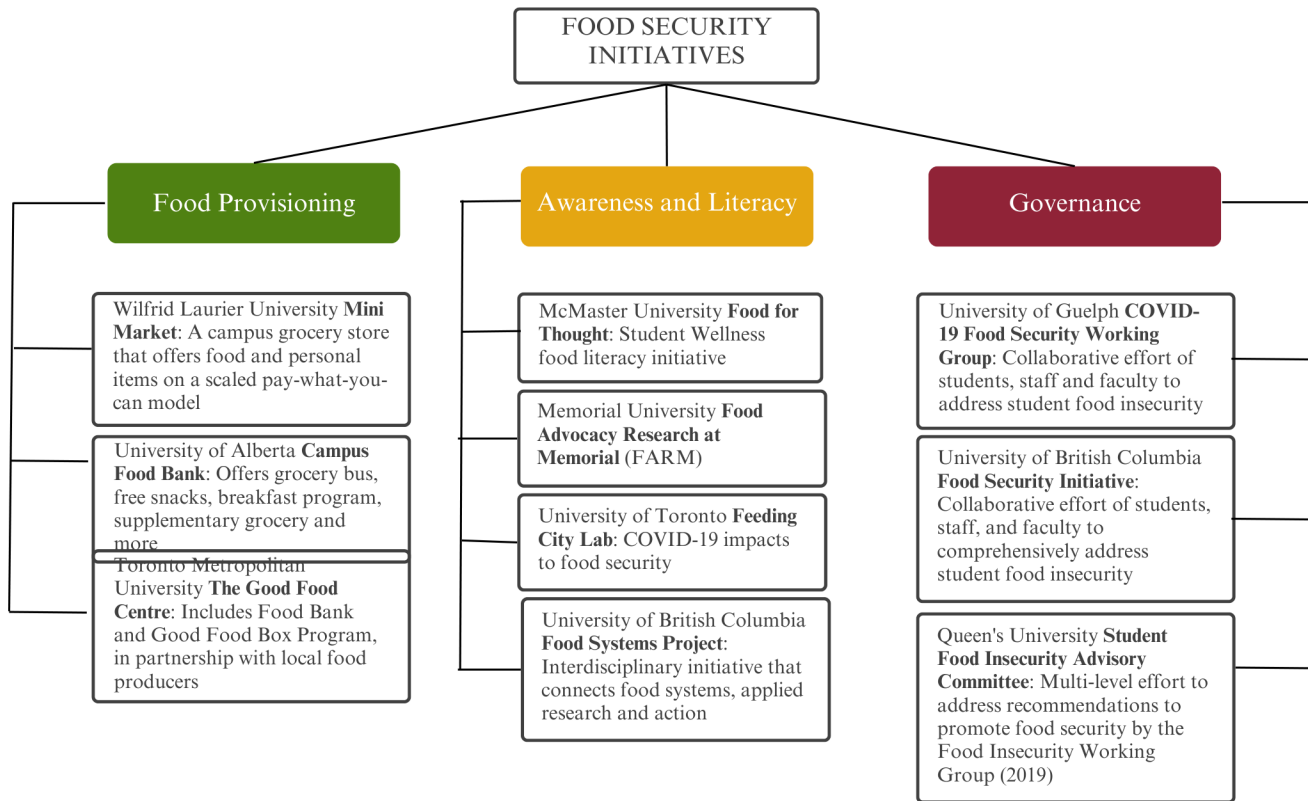 FOOD SECURITY
INITIATIVES
Food Provisioning
Awareness and Literacy
Governance
Wilfrid Laurier University Mini
Market: A campus grocery store
that offers food and personal
items on a scaled pay-what-you-
can model
University of Alberta Campus
Food Bank: Offers grocery bus,
free snacks, breakfast program,
supplementary grocery and
more
Toronto Metropolitan
University The Good Food
Centre: Includes Food Bank
and Good Food Box Program,
in partnership with local food
producers
McMaster University Food for
Thought: Student Wellness
food literacy initiative
Memorial University Food
Advocacy Research at
Memorial (FARM)
University of Toronto Feeding
City Lab: COVID-19 impacts
to food security
University of British Columbia
Food Systems Project:
Interdisciplinary initiative that
connects food systems, applied
research and action
University of Guelph COVID-
19 Food Security Working
Group: Collaborative effort of
students, staff and faculty to
address student food insecurity
University of British Columbia
Food Security Initiative:
Collaborative effort of students,
staff, and faculty to
comprehensively address
student food insecurity
Queen's University Student
Food Insecurity Advisory
Committee: Multi-level effort to
address recommendations to
promote food security by the
Food Insecurity Working
Group (2019)